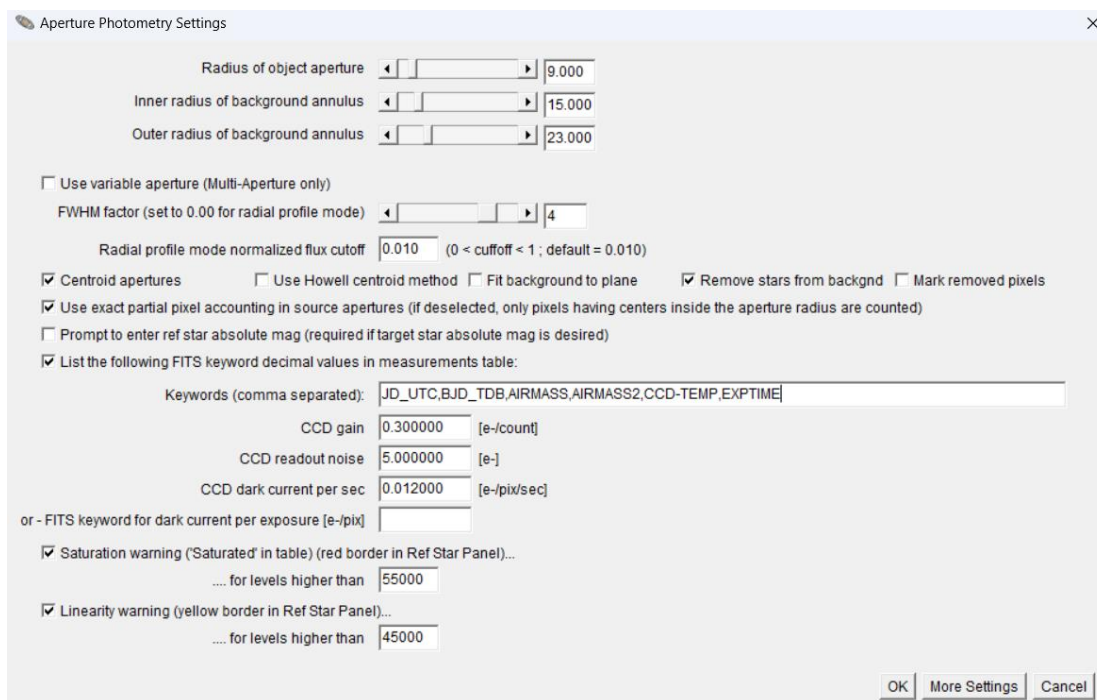 Aperture Photometry Settings
Radius of object aperture 9.000
Inner radius of background annulus 15.000
Outer radius of background annulus 23.000
Use variable aperture (Multi-Aperture only)
FWHM factor (set to 0.00 for radial profile mode) 4
Radial profile mode normalized flux cutoff 0.010 (0 < cuffoff < 1 ; default = 0.010)
Centroid apertures Use Howell centroid method Fit background to plane Remove stars from backgnd Mark removed pixels
Use exact partial pixel accounting in source apertures (if deselected, only pixels having centers inside the aperture radius are counted)
Prompt to enter ref star absolute mag (required if target star absolute mag is desired)
List the following FITS keyword decimal values in measurements table:
Keywords (comma separated): JD_UTC,BJD_TDB,AIRMASS,AIRMASS2,CCD-TEMP,EXPTIME
CCD gain 0.300000 [e-/count]
CCD readout noise 5.000000 [e-]
CCD dark current per sec 0.012000 [e-/pix/sec]
or - FITS keyword for dark current per exposure [e-/pix]
Saturation warning ('Saturated' in table) (red border in Ref Star Panel)...
.... for levels higher than 55000
Linearity warning (yellow border in Ref Star Panel)...
.... for levels higher than 45000
OK More Settings Cancel